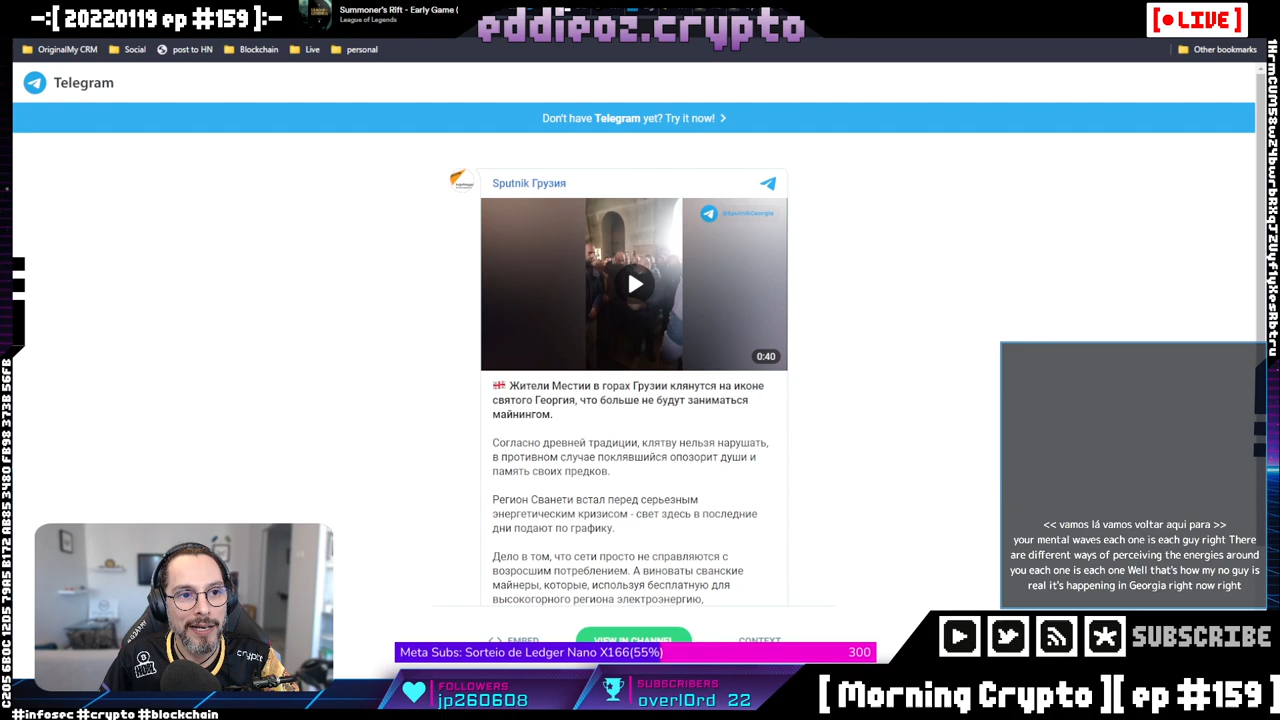 -:[ 20220119 ep #159 ]:-
Summoner's Rift - Early Game (
League of Legends
eddieoz.crypto
[ LIVE ]
OriginalMy CRM
Social
post to HN
Blockchain
Live
personal
Other bookmarks
Telegram
Don't have Telegram yet? Try it now!
Sputnik Грузия
@SputnikGeorgia
0:40
Жители Местии в горах Грузии клянутся на иконе
святого Георгия, что больше не будут заниматься
майнингом.
Согласно древней традиции, клятву нельзя нарушать,
в противном случае поклявшийся опозорит души и
память своих предков.
Регион Сванети встал перед серьезным
энергетическим кризисом - свет здесь в последние
дни подают по графику.
Дело в том, что сети просто не справляются с
возросшим потреблением. А виноваты сванские
майнеры, которые, используя бесплатную для
высокогорного региона электроэнергию,
EMBED
VIEW IN CHANNEL
CONTEXT
<< vamos lá vamos voltar aqui para >>
your mental waves each one is each guy right There
are different ways of perceiving the energies around
you each one is each one Well that's how my no guy is
real it's happening in Georgia right now right
crypt
Meta Subs: Sorteio de Ledger Nano X166(55%)
300
SUBSCRIBE
FOLLOWERS
jp260608
SUBSCRIBERS
overl0rd 22
[ Morning Crypto ][ ep #159 ]
#infosec #crypto #blockchain